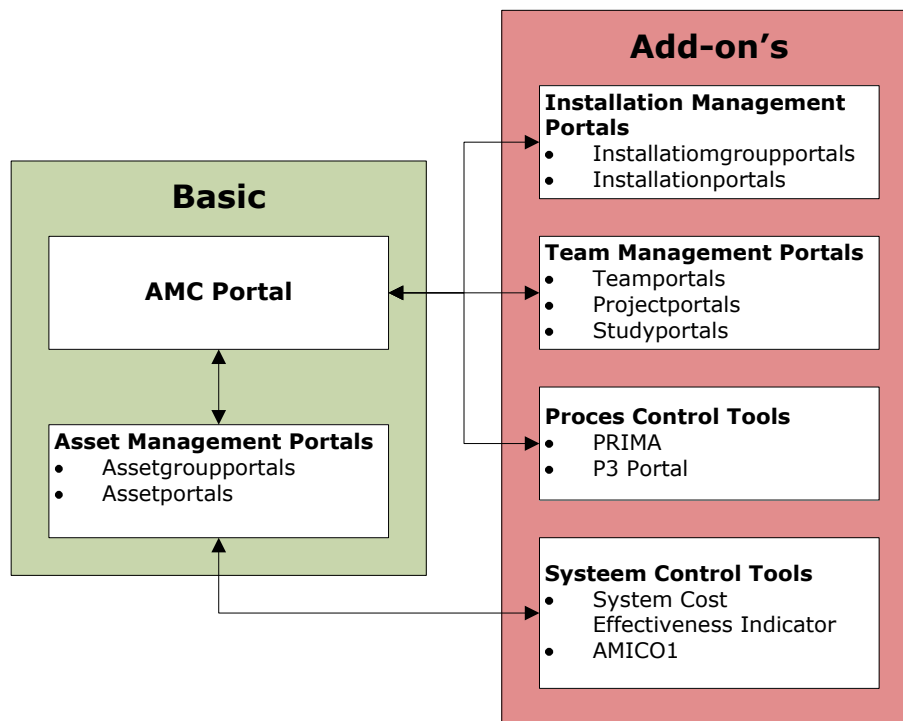 Basic
AMC Portal
Asset Management Portals
• Assetgroupportals
• Assetportals
Add-on’s
Installation Management
Portals
• Installatiomgroupportals
• Installationportals
Team Management Portals
• Teamportals
• Projectportals
• Studyportals
Proces Control Tools
• PRIMA
• P3 Portal
Systeem Control Tools
• System Cost
Effectiveness Indicator
• AMICO1